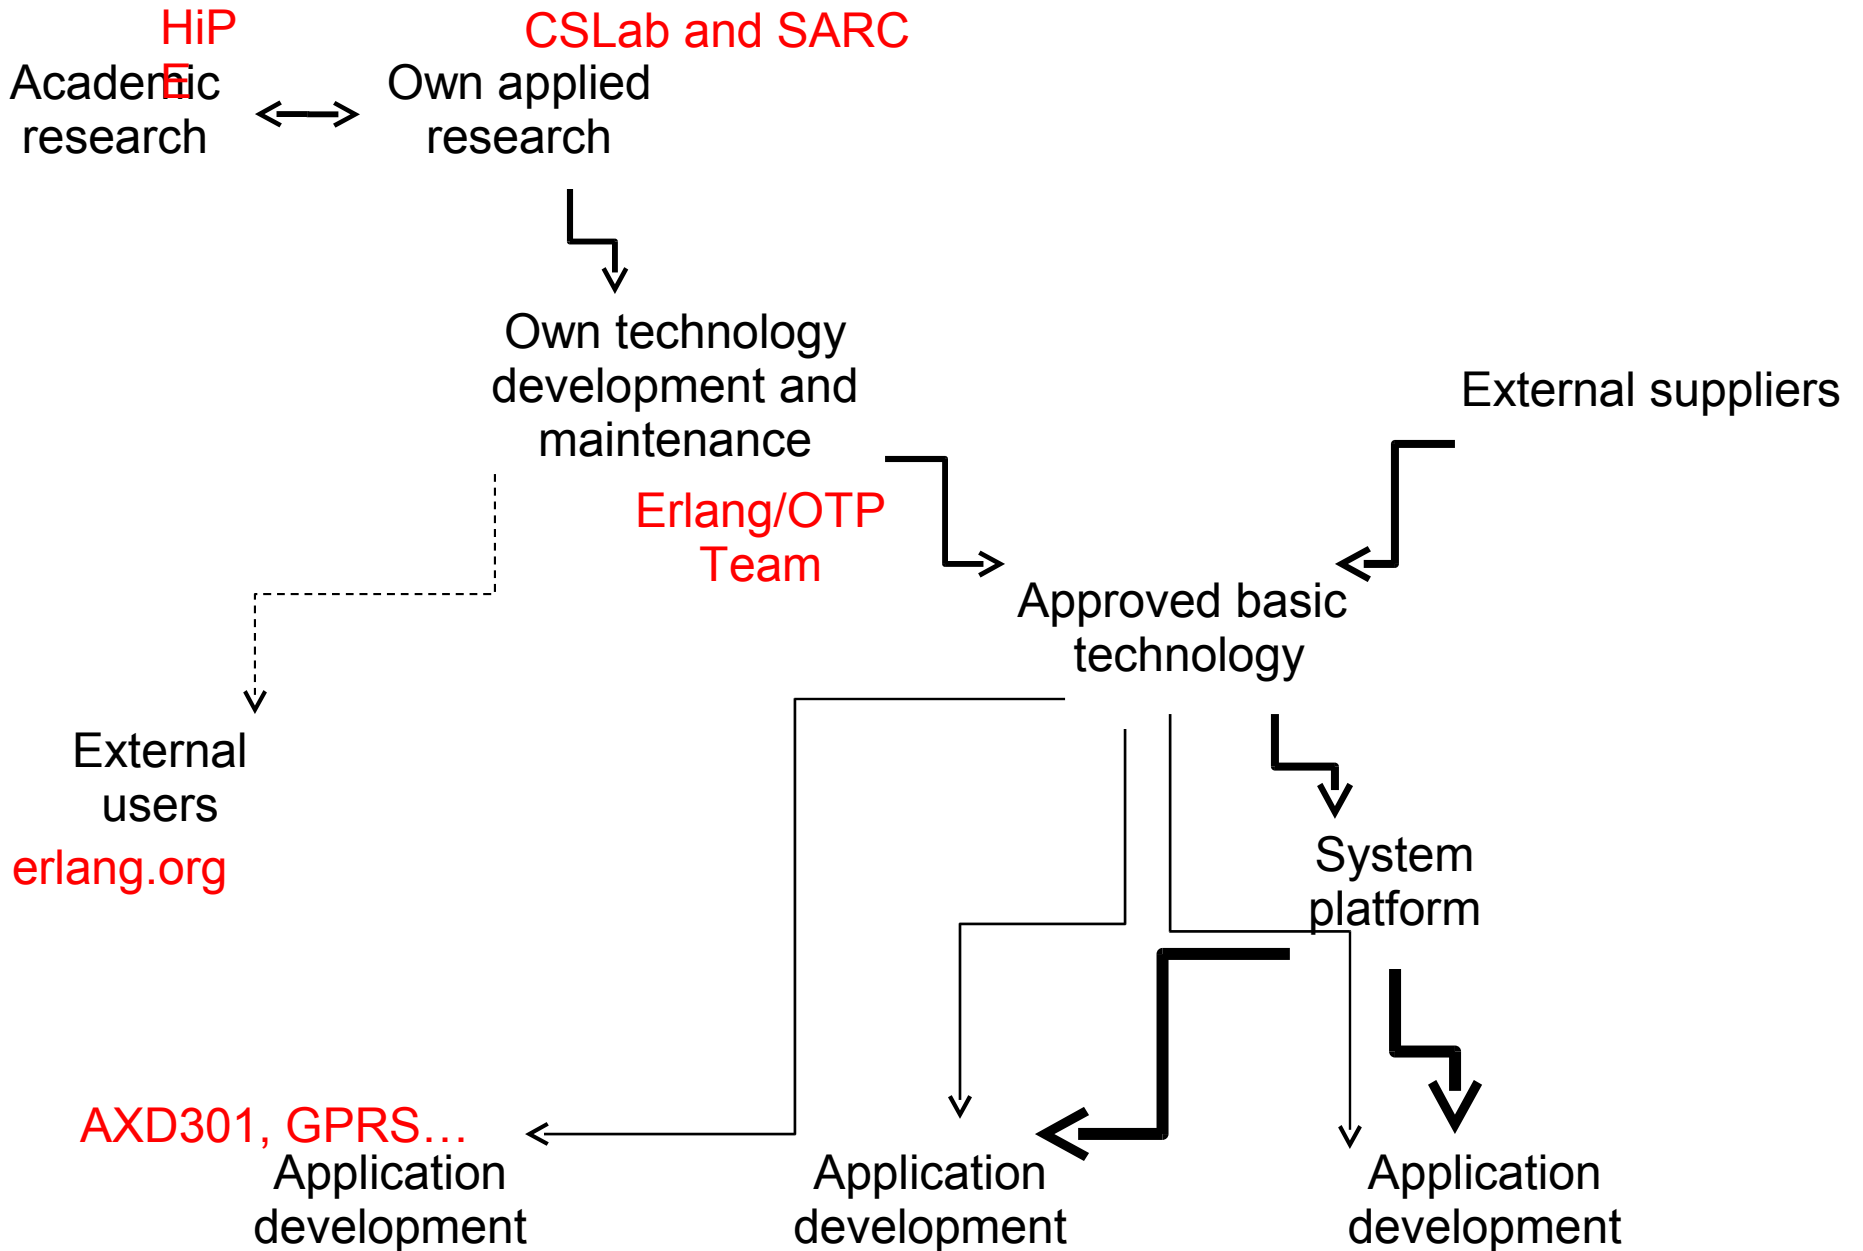 HiP
E
CSLab and SARC
Academic
research
Own applied
research
Own technology
development and
maintenance
External suppliers
Erlang/OTP
Team
Approved basic
technology
External
users
erlang.org
System
platform
AXD301, GPRS…
Application
development
Application
development
Application
development